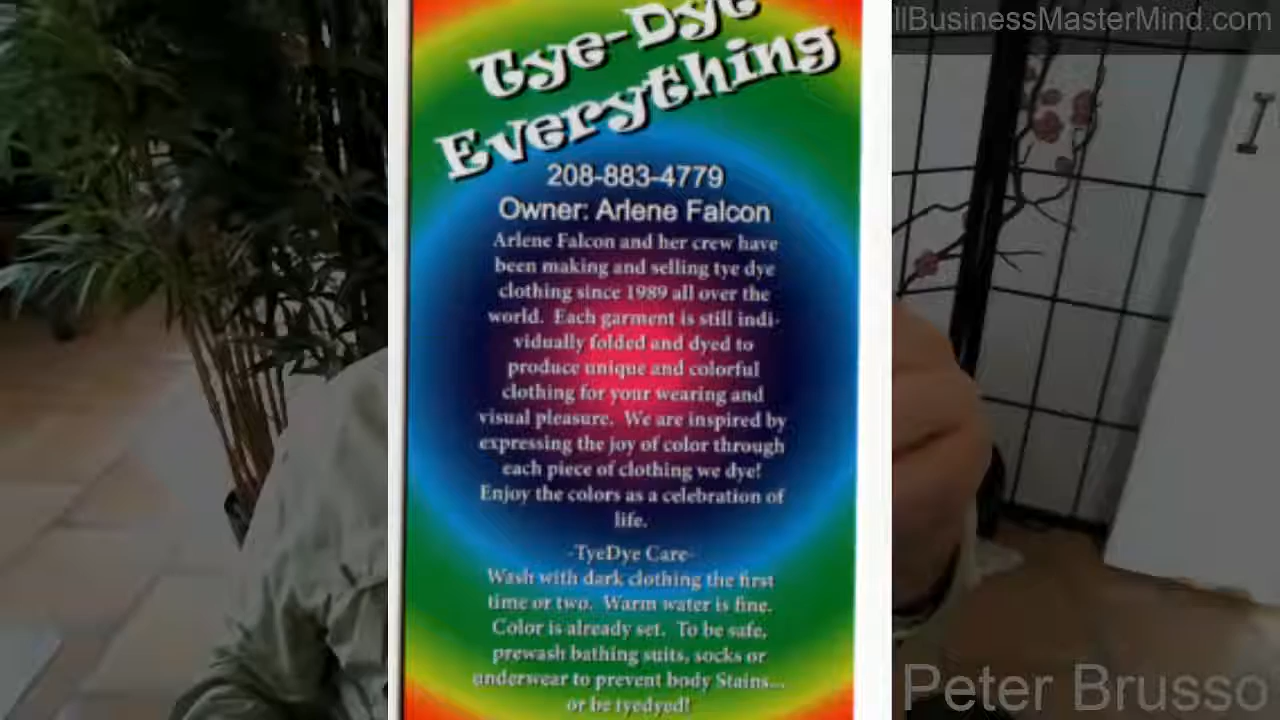 llBusinessMasterMind.com
Tye-Dye
Everything
208-883-4779
Owner: Arlene Falcon
Arlene Falcon and her crew have
been making and selling tye dye
clothing since 1989 all over the
world. Each garment is still indi-
vidually folded and dyed to
produce unique and colorful
clothing for your wearing and
visual pleasure. We are inspired by
expressing the joy of color through
each piece of clothing we dye!
Enjoy the colors as a celebration of
life.
-TyeDye Care-
Wash with dark clothing the first
time or two. Warm water is fine.
Color is already set. To be safe,
prewash bathing suits, socks or
underwear to prevent body Stains...
or be tyedyed!
Peter Brusso